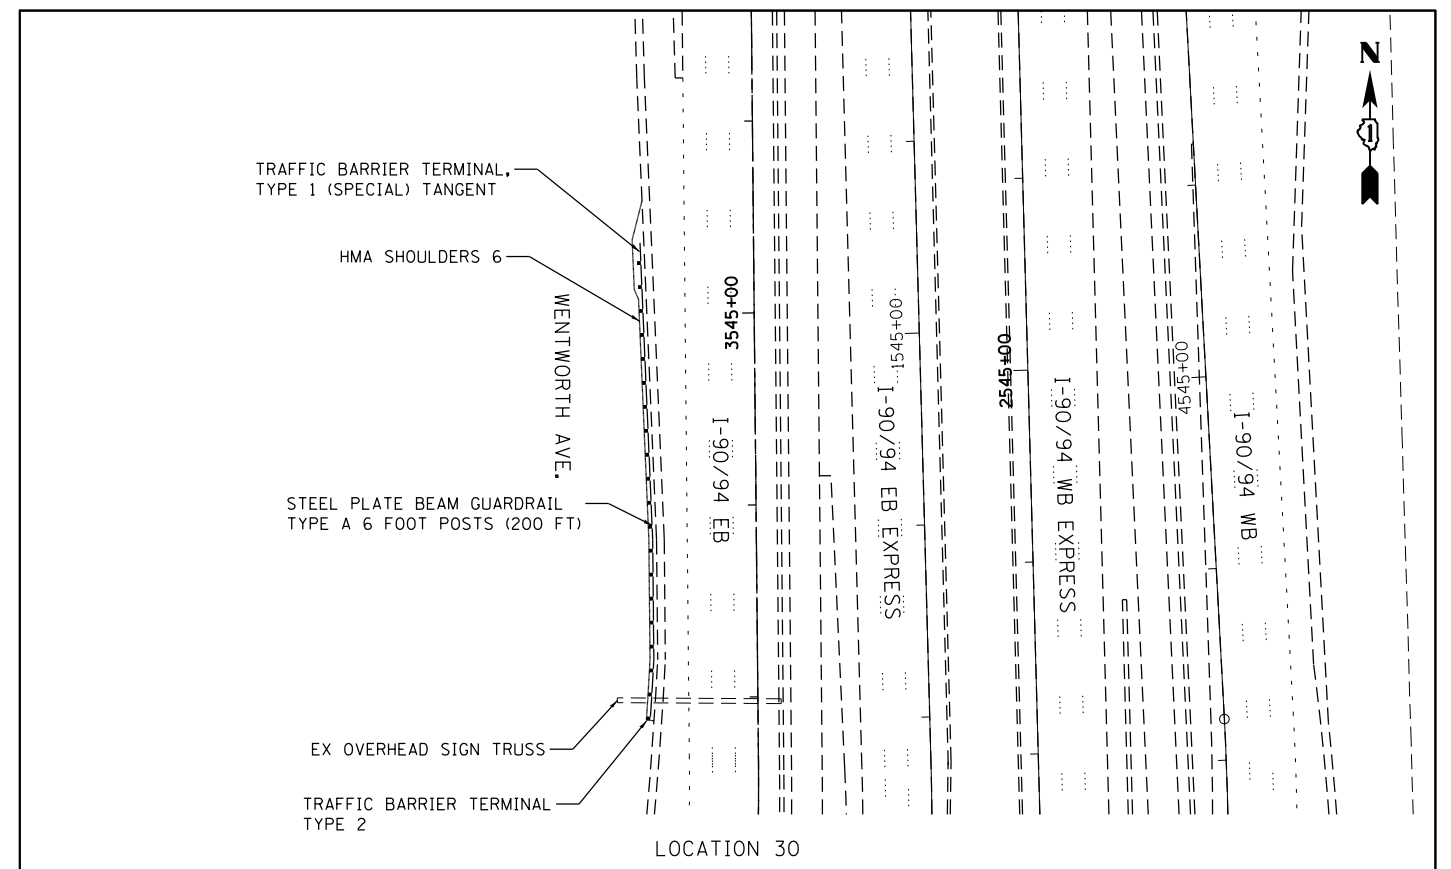 N
1
TRAFFIC BARRIER TERMINAL,
TYPE 1 (SPECIAL) TANGENT
HMA SHOULDERS 6
WENTWORTH AVE.
STEEL PLATE BEAM GUARDRAIL
TYPE A 6 FOOT POSTS (200 FT)
EX OVERHEAD SIGN TRUSS
TRAFFIC BARRIER TERMINAL
TYPE 2
3545+00
I-90/94 EB
1545+00
I-90/94 EB EXPRESS
2545+00
I-90/94 WB EXPRESS
4545+00
I-90/94 WB
LOCATION 30